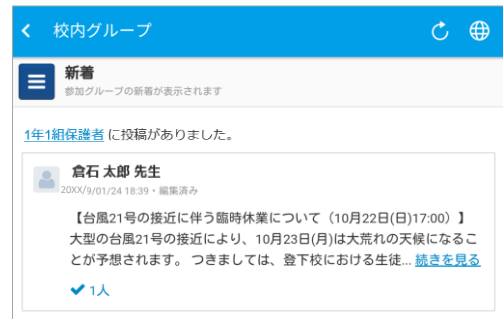 校内グループ
新着
参加グループの新着が表示されます
1年1組保護者 に投稿がありました。
倉石 太郎 先生
20XX/9/01/24 18:39・編集済み
【台風21号の接近に伴う臨時休業について（10月22日(日)17:00）】
大型の台風21号の接近により、10月23日(月)は大荒れの天候になるこ
とが予想されます。 つきましては、登下校における生徒... 続きを見る
1人